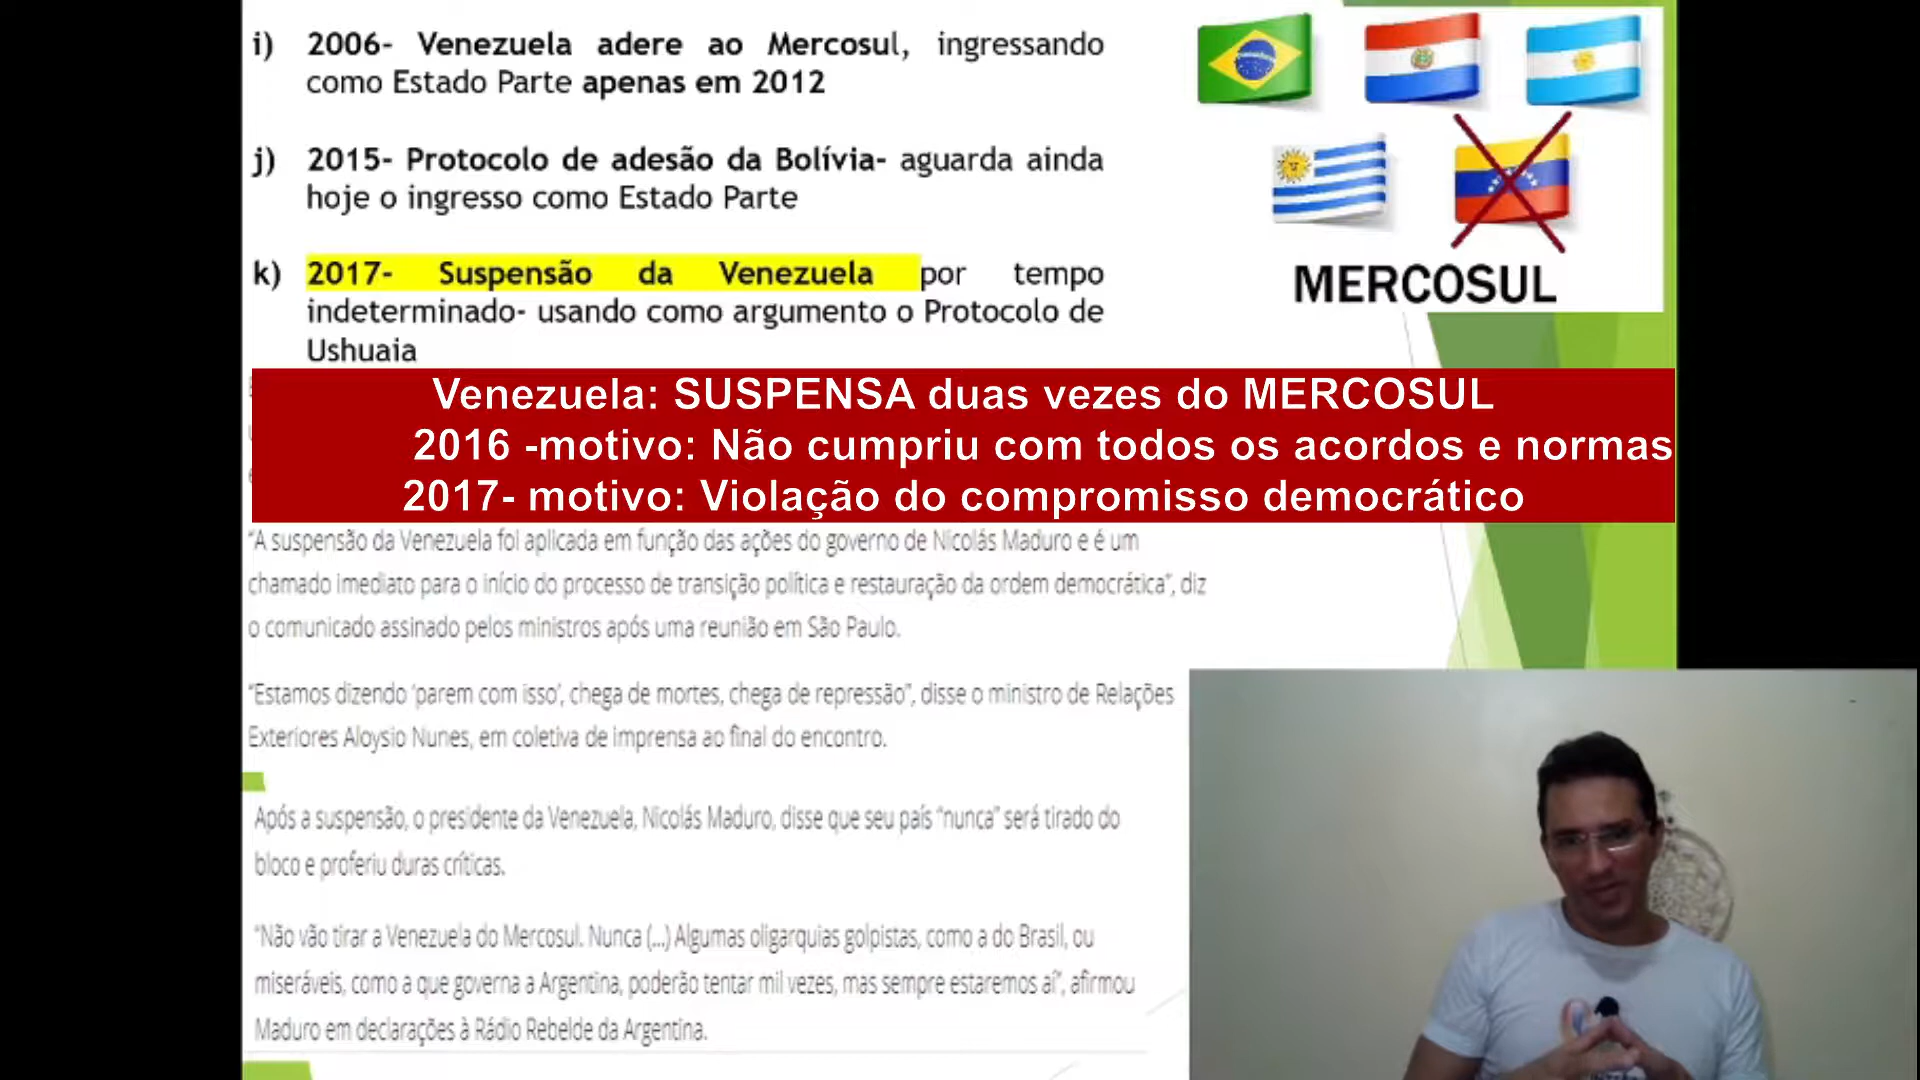 i) 2006- Venezuela adere ao Mercosul, ingressando
como Estado Parte apenas em 2012
j) 2015- Protocolo de adesão da Bolívia- aguarda ainda
hoje o ingresso como Estado Parte
k) 2017- Suspensão da Venezuela por tempo
indeterminado- usando como argumento o Protocolo de
Ushuaia
MERCOSUL
Venezuela: SUSPENSA duas vezes do MERCOSUL
2016 -motivo: Não cumpriu com todos os acordos e normas
2017- motivo: Violação do compromisso democrático
“A suspensão da Venezuela foi aplicada em função das ações do governo de Nicolás Maduro e é um
chamado imediato para o início do processo de transição política e restauração da ordem democrática”, diz
o comunicado assinado pelos ministros após uma reunião em São Paulo.
“Estamos dizendo ‘parem com isso’, chega de mortes, chega de repressão”, disse o ministro de Relações
Exteriores Aloysio Nunes, em coletiva de imprensa ao final do encontro.
Após a suspensão, o presidente da Venezuela, Nicolás Maduro, disse que seu país “nunca” será tirado do
bloco e proferiu duras críticas.
“Não vão tirar a Venezuela do Mercosul. Nunca (...) Algumas oligarquias golpistas, como a do Brasil, ou
miseráveis, como a que governa a Argentina, poderão tentar mil vezes, mas sempre estaremos aí”, afirmou
Maduro em declarações à Rádio Rebelde da Argentina.